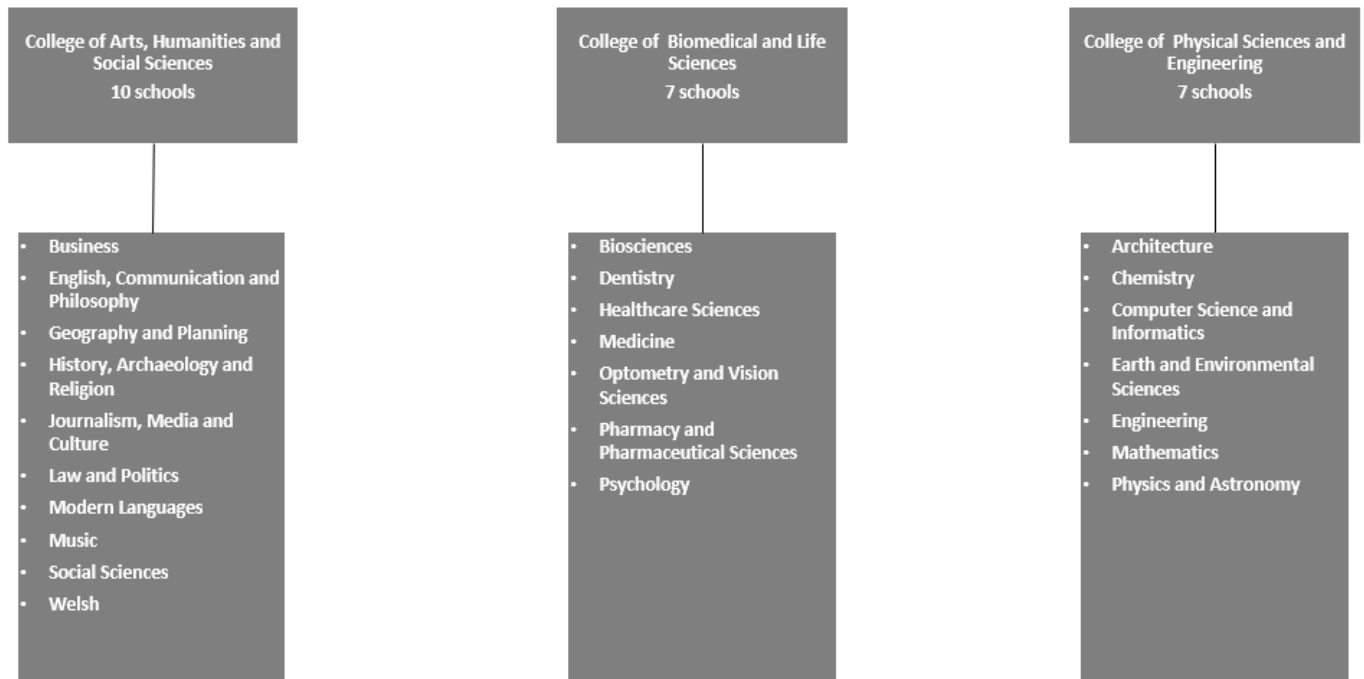 College of Arts, Humanities and
Social Sciences
10 schools
• Business
• English, Communication and
Philosophy
• Geography and Planning
• History, Archaeology and
Religion
• Journalism, Media and
Culture
• Law and Politics
• Modern Languages
• Music
• Social Sciences
• Welsh
College of Biomedical and Life
Sciences
7 schools
• Biosciences
• Dentistry
• Healthcare Sciences
• Medicine
• Optometry and Vision
Sciences
• Pharmacy and
Pharmaceutical Sciences
• Psychology
College of Physical Sciences and
Engineering
7 schools
• Architecture
• Chemistry
• Computer Science and
Informatics
• Earth and Environmental
Sciences
• Engineering
• Mathematics
• Physics and Astronomy